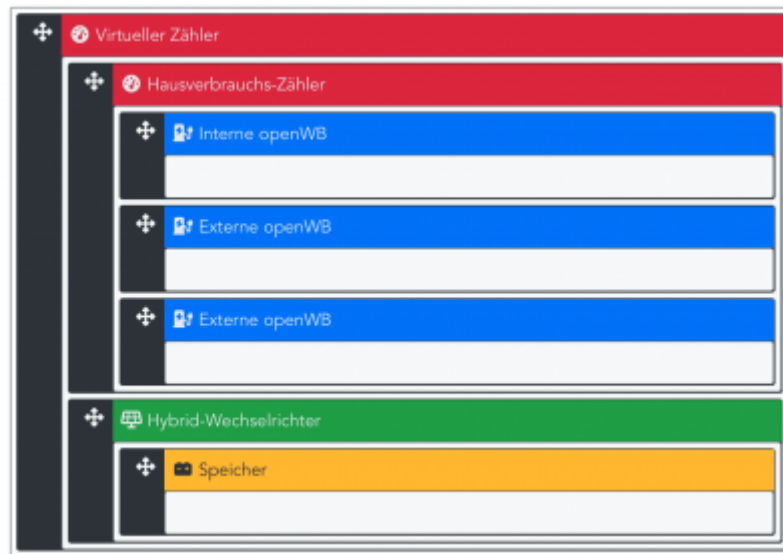 Virtueller Zähler
Hausverbrauchs-Zähler
Interne openWB
Externe openWB
Externe openWB
Hybrid-Wechselrichter
Speicher